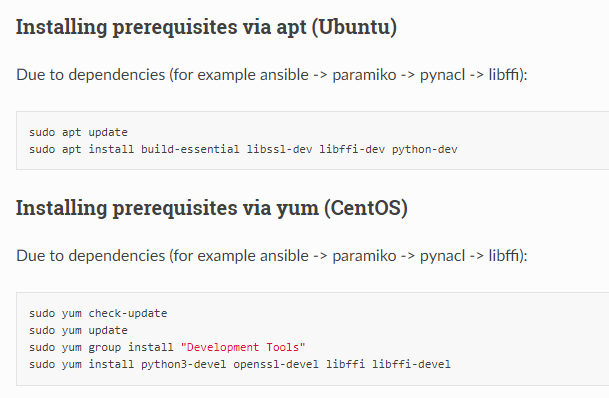 Installing prerequisites via apt (Ubuntu)
Due to dependencies (for example ansible -> paramiko -> pynacl -> libffi):
sudo apt update
sudo apt install build-essential libssl-dev libffi-dev python-dev
Installing prerequisites via yum (CentOS)
Due to dependencies (for example ansible -> paramiko -> pynacl -> libffi):
sudo yum check-update
sudo yum update
sudo yum group install "Development Tools"
sudo yum install python3-devel openssl-devel libffi libffi-devel